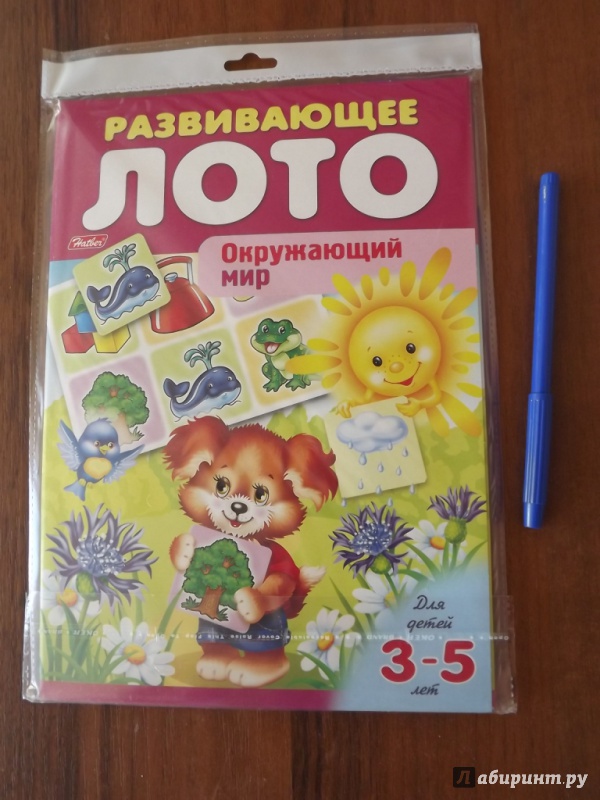 РАЗВИВАЮЩЕЕ
ЛОТО
Hatber
Окружающий
мир
Для
детей
3-5
лет
Лабиринт.ру